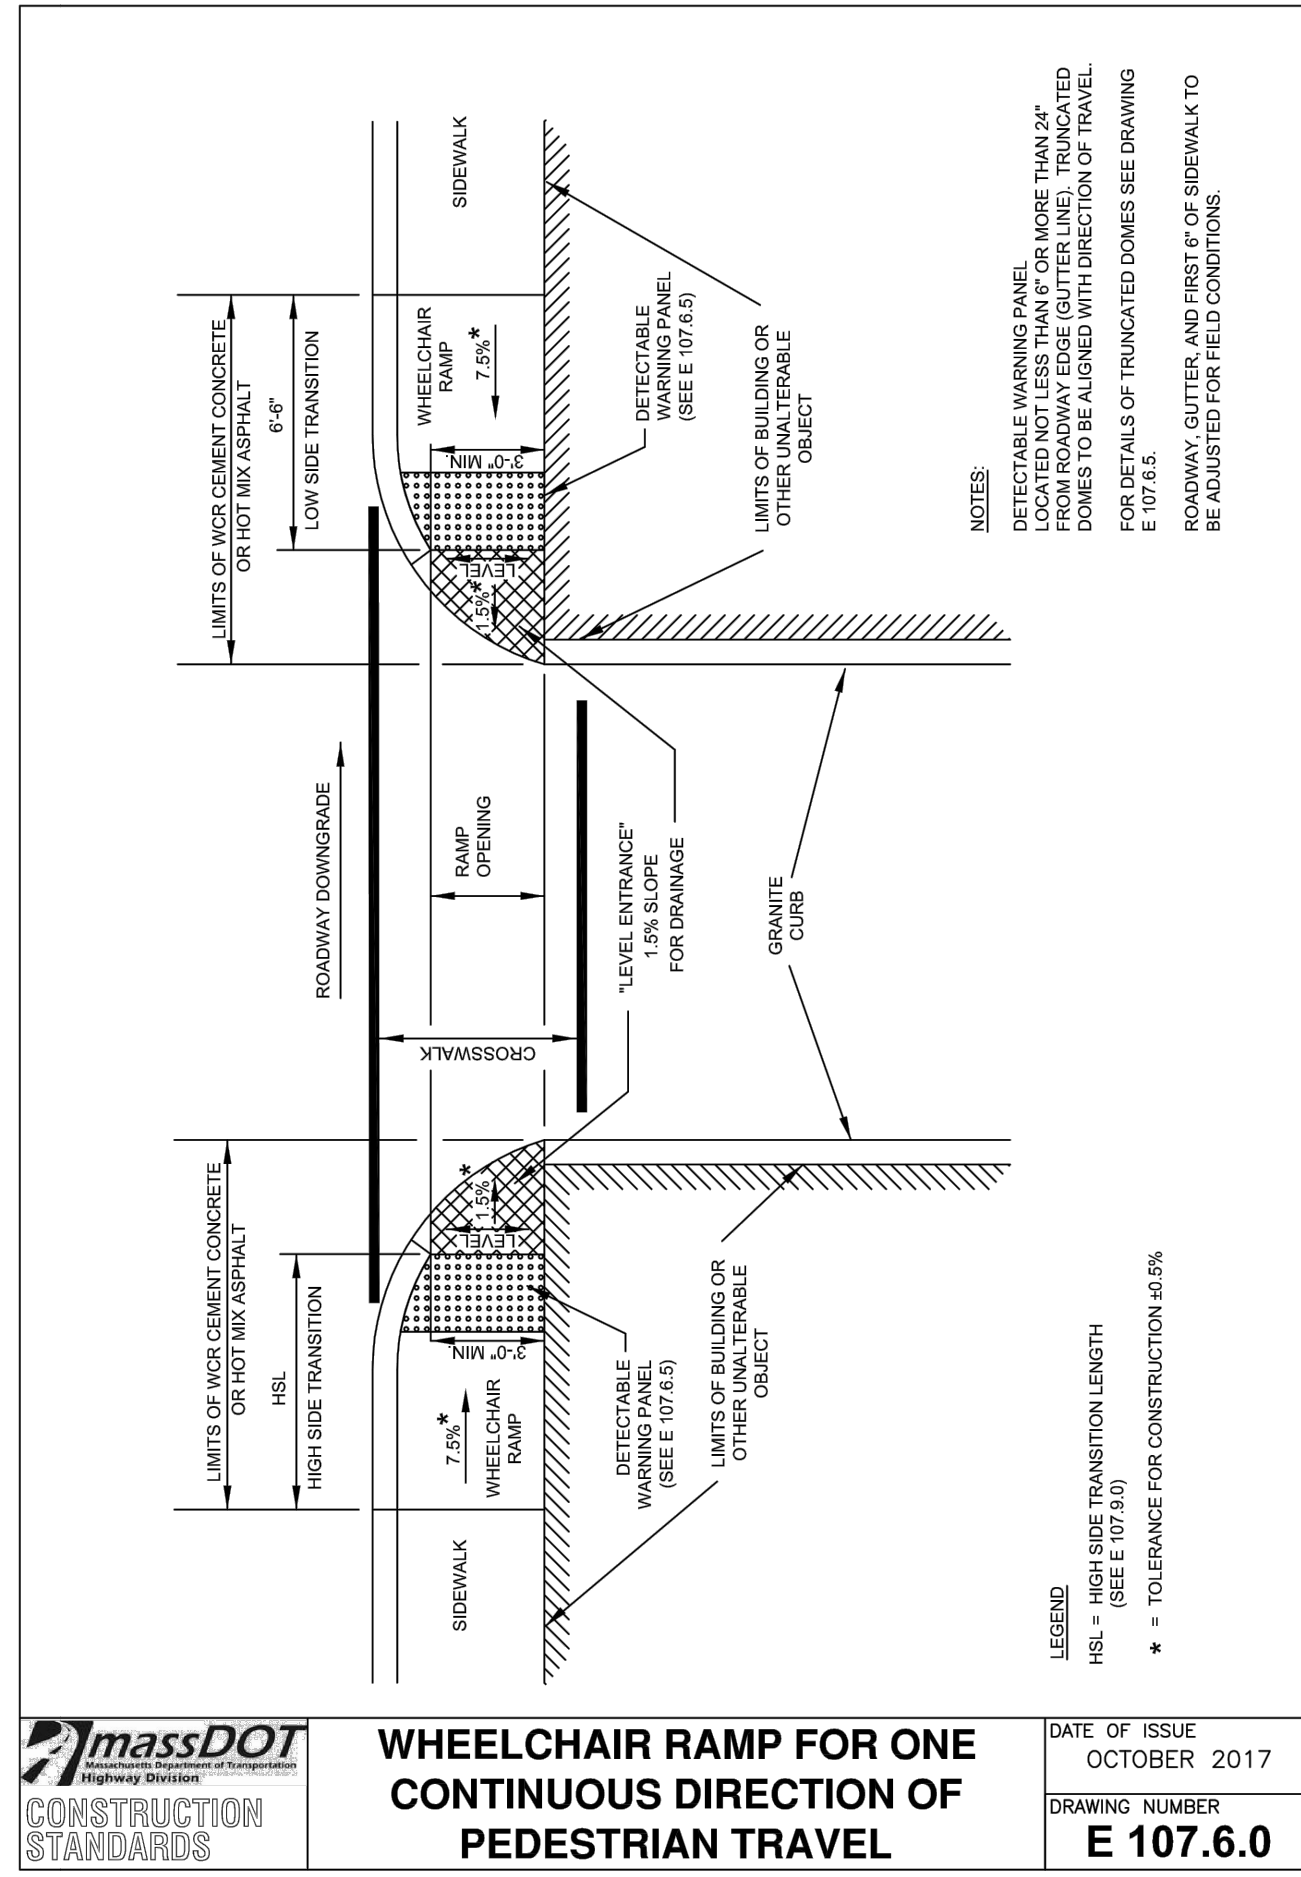 LIMITS OF WCR CEMENT CONCRETE
OR HOT MIX ASPHALT
HSL
HIGH SIDE TRANSITION
ROADWAY DOWNGRADE
LIMITS OF WCR CEMENT CONCRETE
OR HOT MIX ASPHALT
6'-6"
LOW SIDE TRANSITION
SIDEWALK
7.5%*
WHEELCHAIR
RAMP
3'-0" MIN.
LEVEL
1.5%
*
CROSSWALK
RAMP
OPENING
1.5%*
LEVEL
3'-0" MIN.
WHEELCHAIR
RAMP
7.5%*
SIDEWALK
DETECTABLE
WARNING PANEL
(SEE E 107.6.5)
"LEVEL ENTRANCE"
1.5% SLOPE
FOR DRAINAGE
DETECTABLE
WARNING PANEL
(SEE E 107.6.5)
LIMITS OF BUILDING OR
OTHER UNALTERABLE
OBJECT
GRANITE
CURB
LIMITS OF BUILDING OR
OTHER UNALTERABLE
OBJECT
LEGEND
HSL = HIGH SIDE TRANSITION LENGTH
(SEE E 107.9.0)
* = TOLERANCE FOR CONSTRUCTION ±0.5%
NOTES:
DETECTABLE WARNING PANEL
LOCATED NOT LESS THAN 6" OR MORE THAN 24"
FROM ROADWAY EDGE (GUTTER LINE). TRUNCATED
DOMES TO BE ALIGNED WITH DIRECTION OF TRAVEL.
FOR DETAILS OF TRUNCATED DOMES SEE DRAWING
E 107.6.5.
ROADWAY, GUTTER, AND FIRST 6" OF SIDEWALK TO
BE ADJUSTED FOR FIELD CONDITIONS.
massDOT
Massachusetts Department of Transportation
Highway Division
CONSTRUCTION
STANDARDS
WHEELCHAIR RAMP FOR ONE
CONTINUOUS DIRECTION OF
PEDESTRIAN TRAVEL
DATE OF ISSUE
OCTOBER 2017
DRAWING NUMBER
E 107.6.0